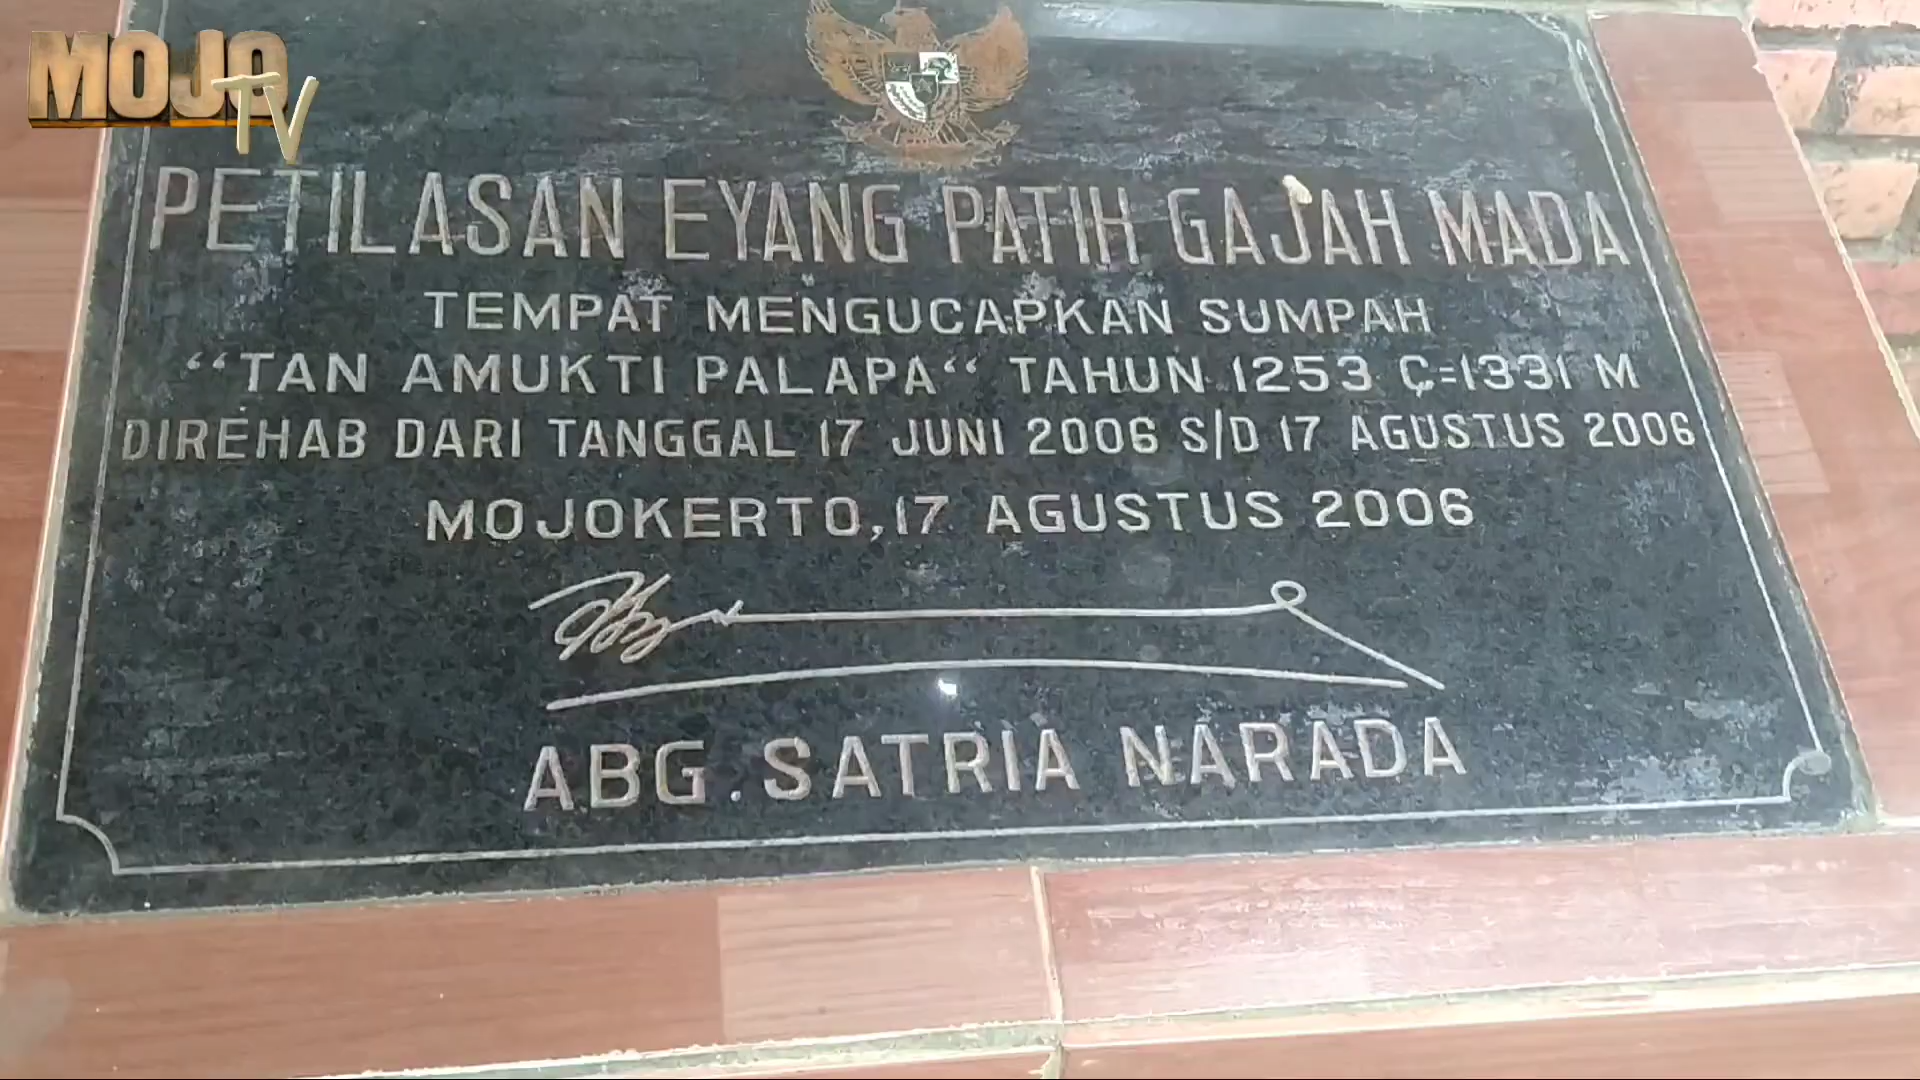 MOJO
TV
PETILASAN EYANG PATIH GAJAH MADA
TEMPAT MENGUCAPKAN SUMPAH
“TAN AMUKTI PALAPA“ TAHUN 1253 Ç=1331 M
DIREHAB DARI TANGGAL 17 JUNI 2006 S/D 17 AGUSTUS 2006
MOJOKERTO, 17 AGUSTUS 2006
ABG. SATRIA NARADA